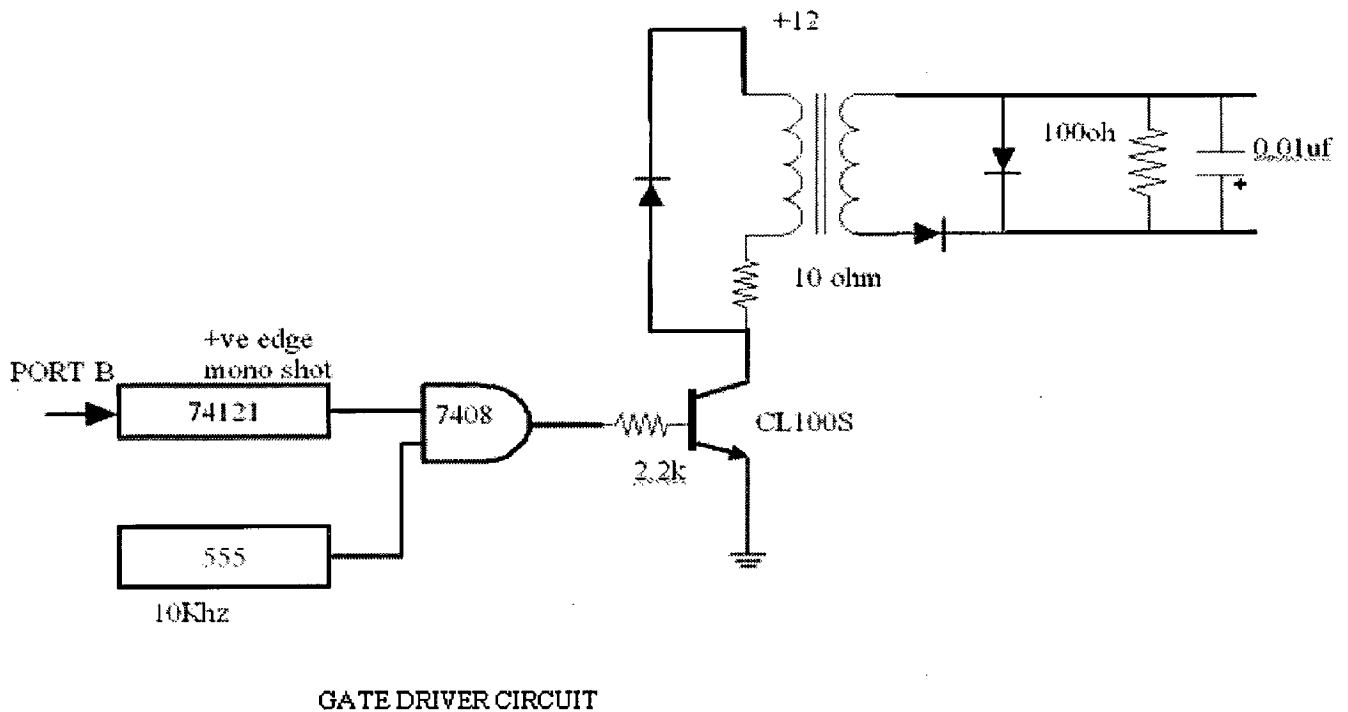 +12
100oh
0.01uf
10 ohm
+
+ve edge
mono shot
PORT B
74121
7408
CL100S
2.2k
555
10Khz
GATE DRIVER CIRCUIT